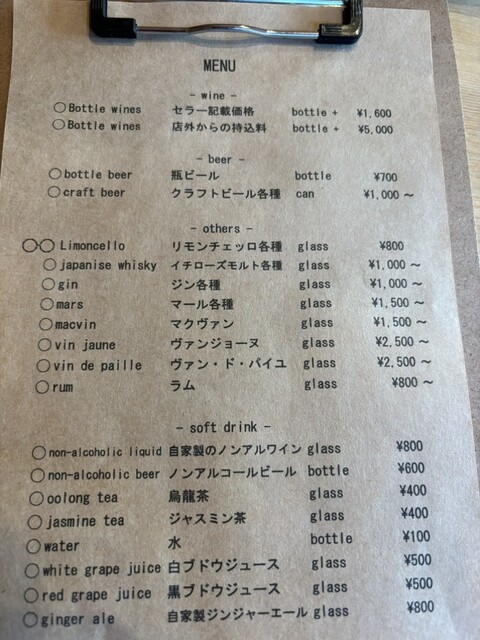 MENU
- wine -
○Bottle wines セラー記載価格 bottle + ¥1,600
○Bottle wines 店外からの持込料 bottle + ¥5,000
- beer -
○bottle beer 瓶ビール bottle ¥700
○craft beer クラフトビール各種 can ¥1,000 ～
- others -
○○ Limoncello リモンチェッロ各種 glass ¥800
○japanise whisky イチローズモルト各種 glass ¥1,000 ～
○gin ジン各種 glass ¥1,000 ～
○mars マール各種 glass ¥1,500 ～
○macvin マクヴァン glass ¥1,500 ～
○vin jaune ヴァンジョーヌ glass ¥2,500 ～
○vin de paille ヴァン・ド・パイユ glass ¥2,500 ～
○rum ラム glass ¥800 ～
- soft drink -
○non-alcoholic liquid 自家製のノンアルワイン glass ¥800
○non-alcoholic beer ノンアルコールビール bottle ¥600
○oolong tea 烏龍茶 glass ¥400
○jasmine tea ジャスミン茶 glass ¥400
○water 水 bottle ¥100
○white grape juice 白ブドウジュース glass ¥500
○red grape juice 黒ブドウジュース glass ¥500
○ginger ale 自家製ジンジャーエール glass ¥800